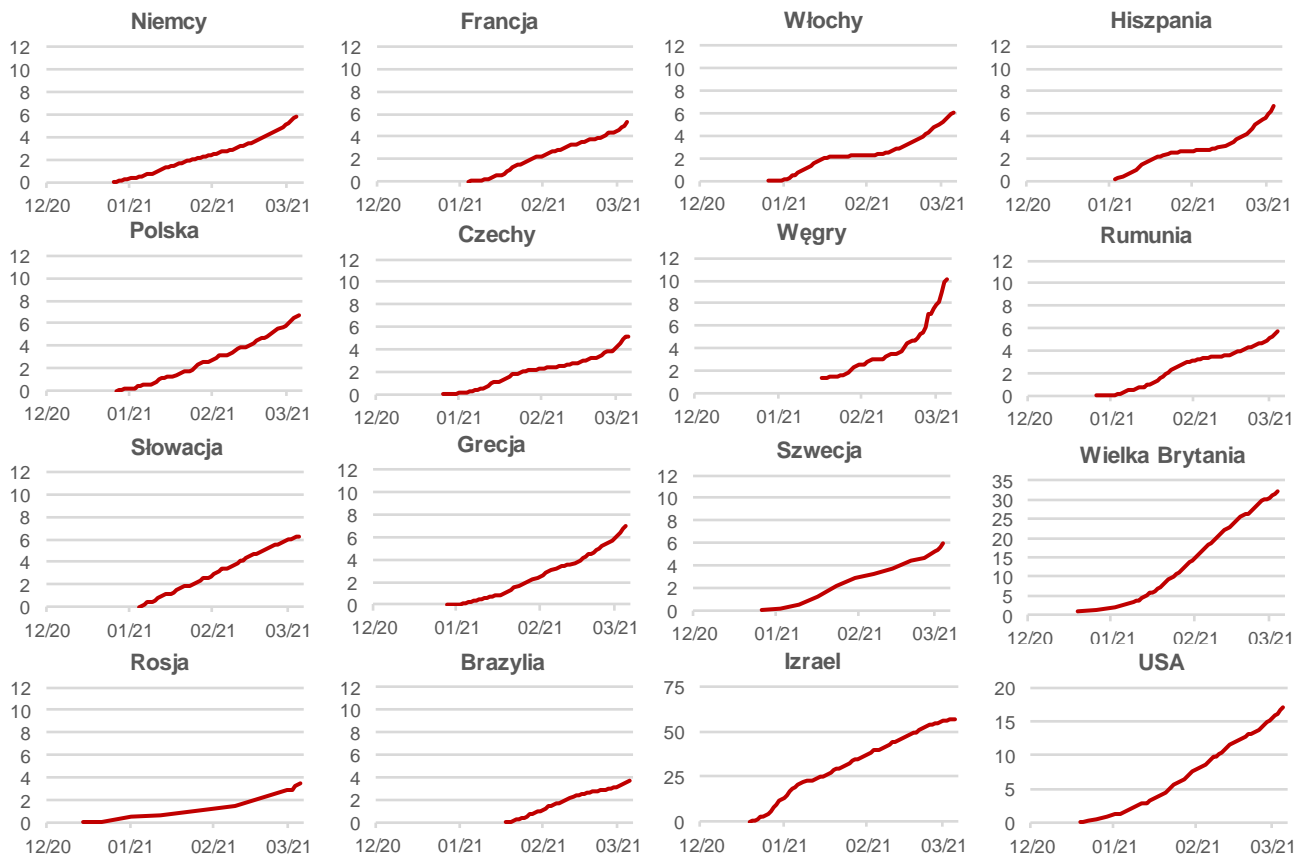 Niemcy Francja Włochy Hiszpania
12 12 12 12
10 10 10 10
8 8 8 8
6 6 6 6
4 4 4 4
2 2 2 2
0 0 0 0
12/20 01/21 02/21 03/21 12/20 01/21 02/21 03/21 12/20 01/21 02/21 03/21 12/20 01/21 02/21 03/21
Polska Czechy Węgry Rumunia
12 12 12 12
10 10 10 10
8 8 8 8
6 6 6 6
4 4 4 4
2 2 2 2
0 0 0 0
12/20 01/21 02/21 03/21 12/20 01/21 02/21 03/21 12/20 01/21 02/21 03/21 12/20 01/21 02/21 03/21
Słowacja Grecja Szwecja Wielka Brytania
12 12 12 35
10 10 10 30
8 8 8 25
6 6 6 20
4 4 4 15
2 2 2 10
0 0 0 5
0
12/20 01/21 02/21 03/21 12/20 01/21 02/21 03/21 12/20 01/21 02/21 03/21 12/20 01/21 02/21 03/21
Rosja Brazylia Izrael USA
12 12 75 20
10 10 50 15
8 8 25 10
6 6 0 5
4 4 0
2 2
0 0
12/20 01/21 02/21 03/21 12/20 01/21 02/21 03/21 12/20 01/21 02/21 03/21 12/20 01/21 02/21 03/21